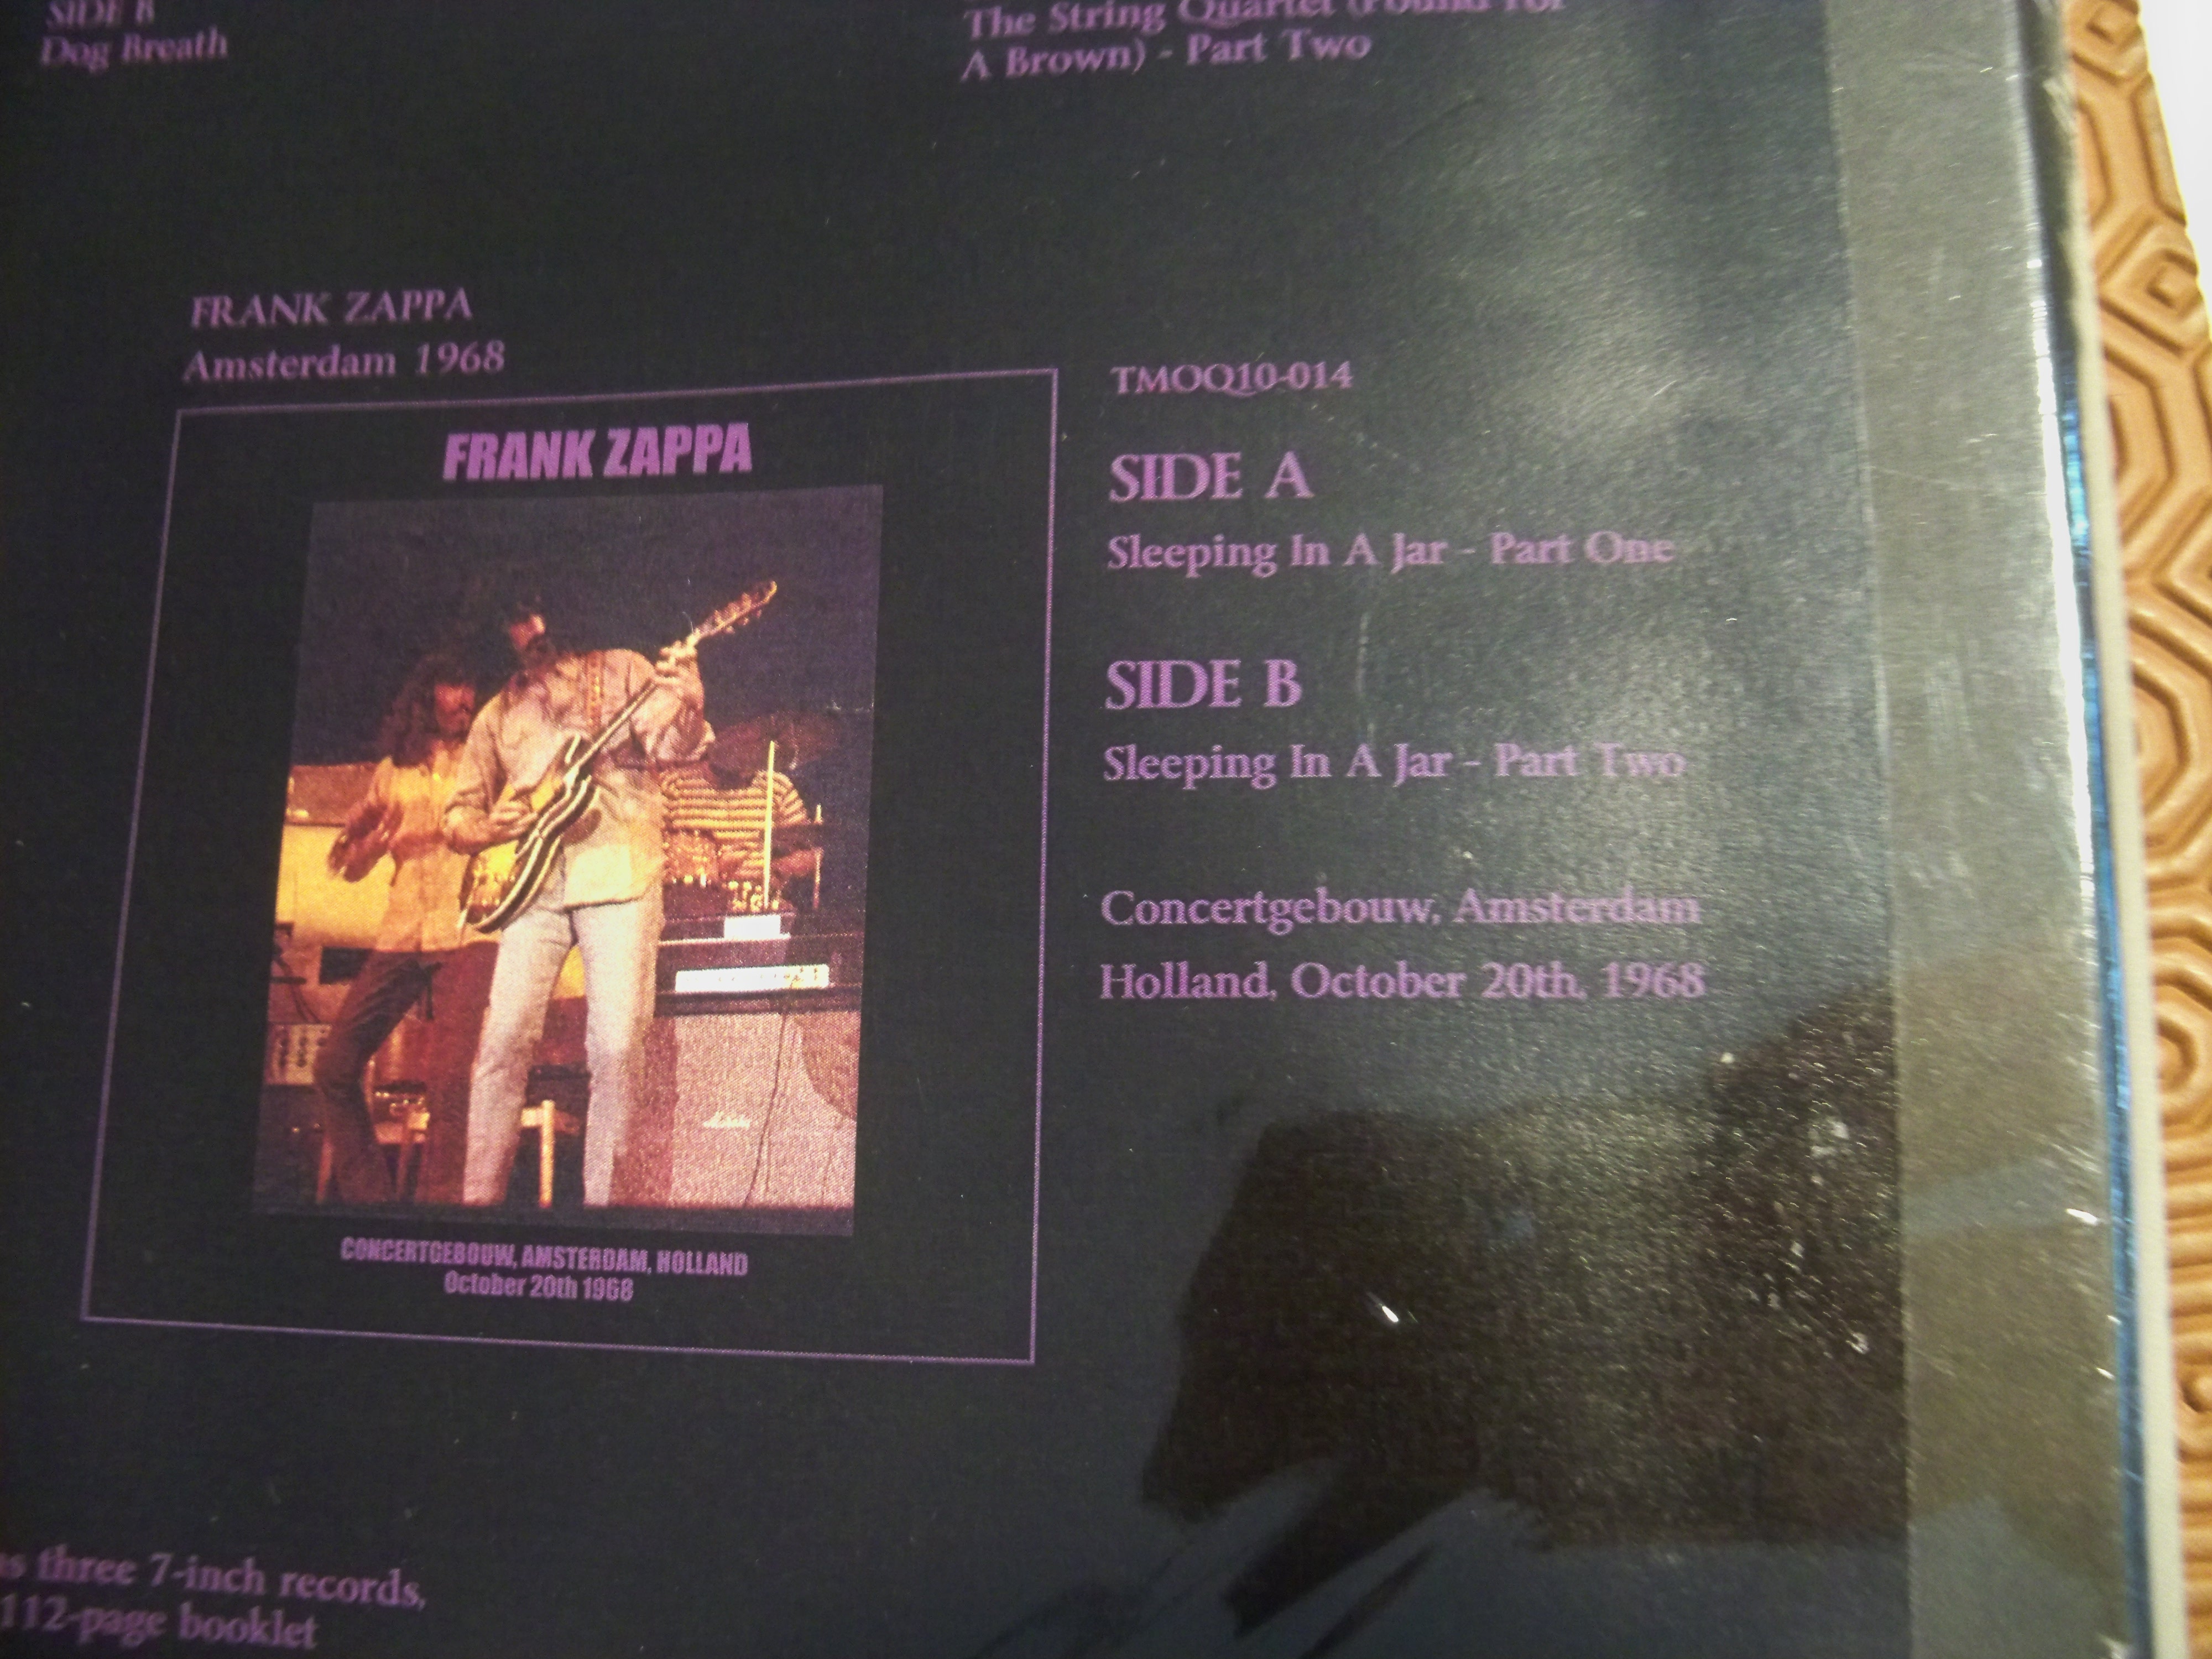 SIDE B
Dog Breath
The String Quartet (Pound For
A Brown) - Part Two
FRANK ZAPPA
Amsterdam 1968
FRANK ZAPPA
CONCERTGEBOUW, AMSTERDAM, HOLLAND
October 20th 1968
TMOQ10-014
SIDE A
Sleeping In A Jar - Part One
SIDE B
Sleeping In A Jar - Part Two
Concertgebouw, Amsterdam
Holland, October 20th, 1968
three 7-inch records,
112-page booklet